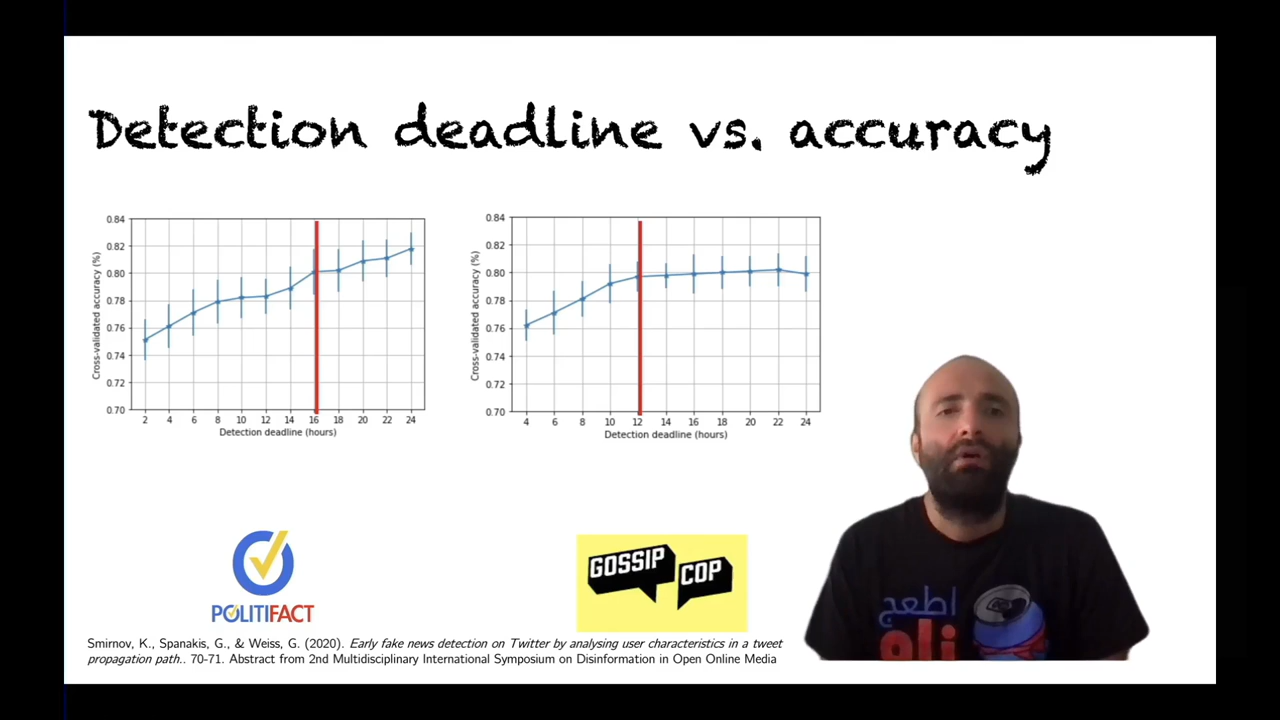 Detection deadline vs. accuracy
0.84
0.82
0.80
0.78
0.76
0.74
0.72
0.70
Cross-validated accuracy (%)
2 4 6 8 10 12 14 16 18 20 22 24
Detection deadline (hours)
0.84
0.82
0.80
0.78
0.76
0.74
0.72
0.70
Cross-validated accuracy (%)
4 6 8 10 12 14 16 18 20 22 24
Detection deadline (hours)
POLITIFACT
GOSSIP
COP
Smirnov, K., Spanakis, G., & Weiss, G. (2020). Early fake news detection on Twitter by analysing user characteristics in a tweet
propagation path.. 70-71. Abstract from 2nd Multidisciplinary International Symposium on Disinformation in Open Online Media